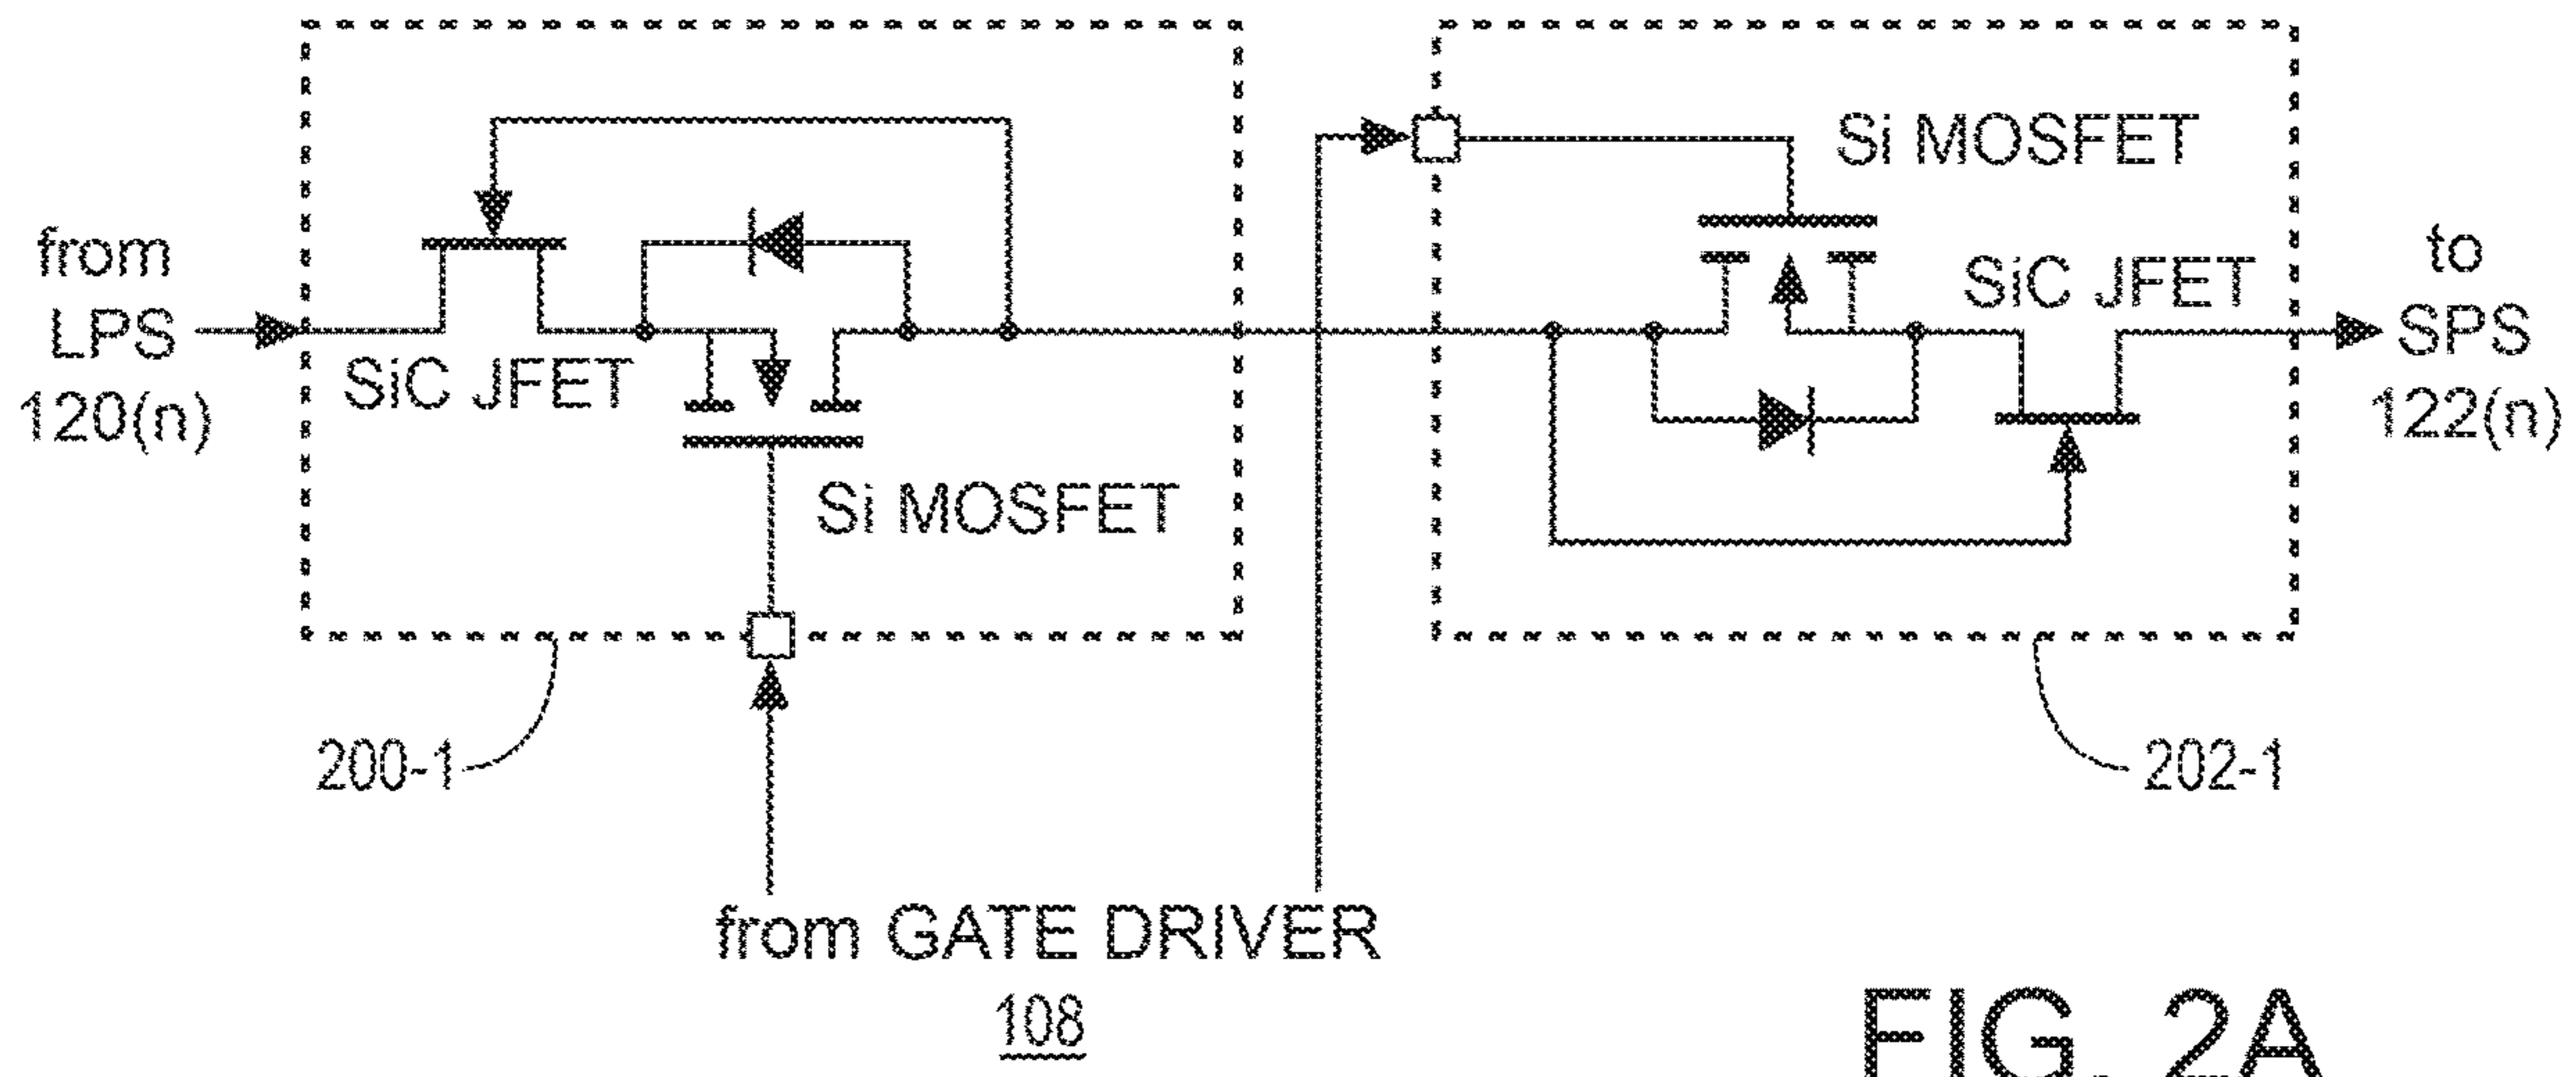 from
LPS
120(n)
SiC JFET
Si MOSFET
Si MOSFET
SiC JFET
to
SPS
122(n)
200-1
202-1
from GATE DRIVER
108
FIG. 2A